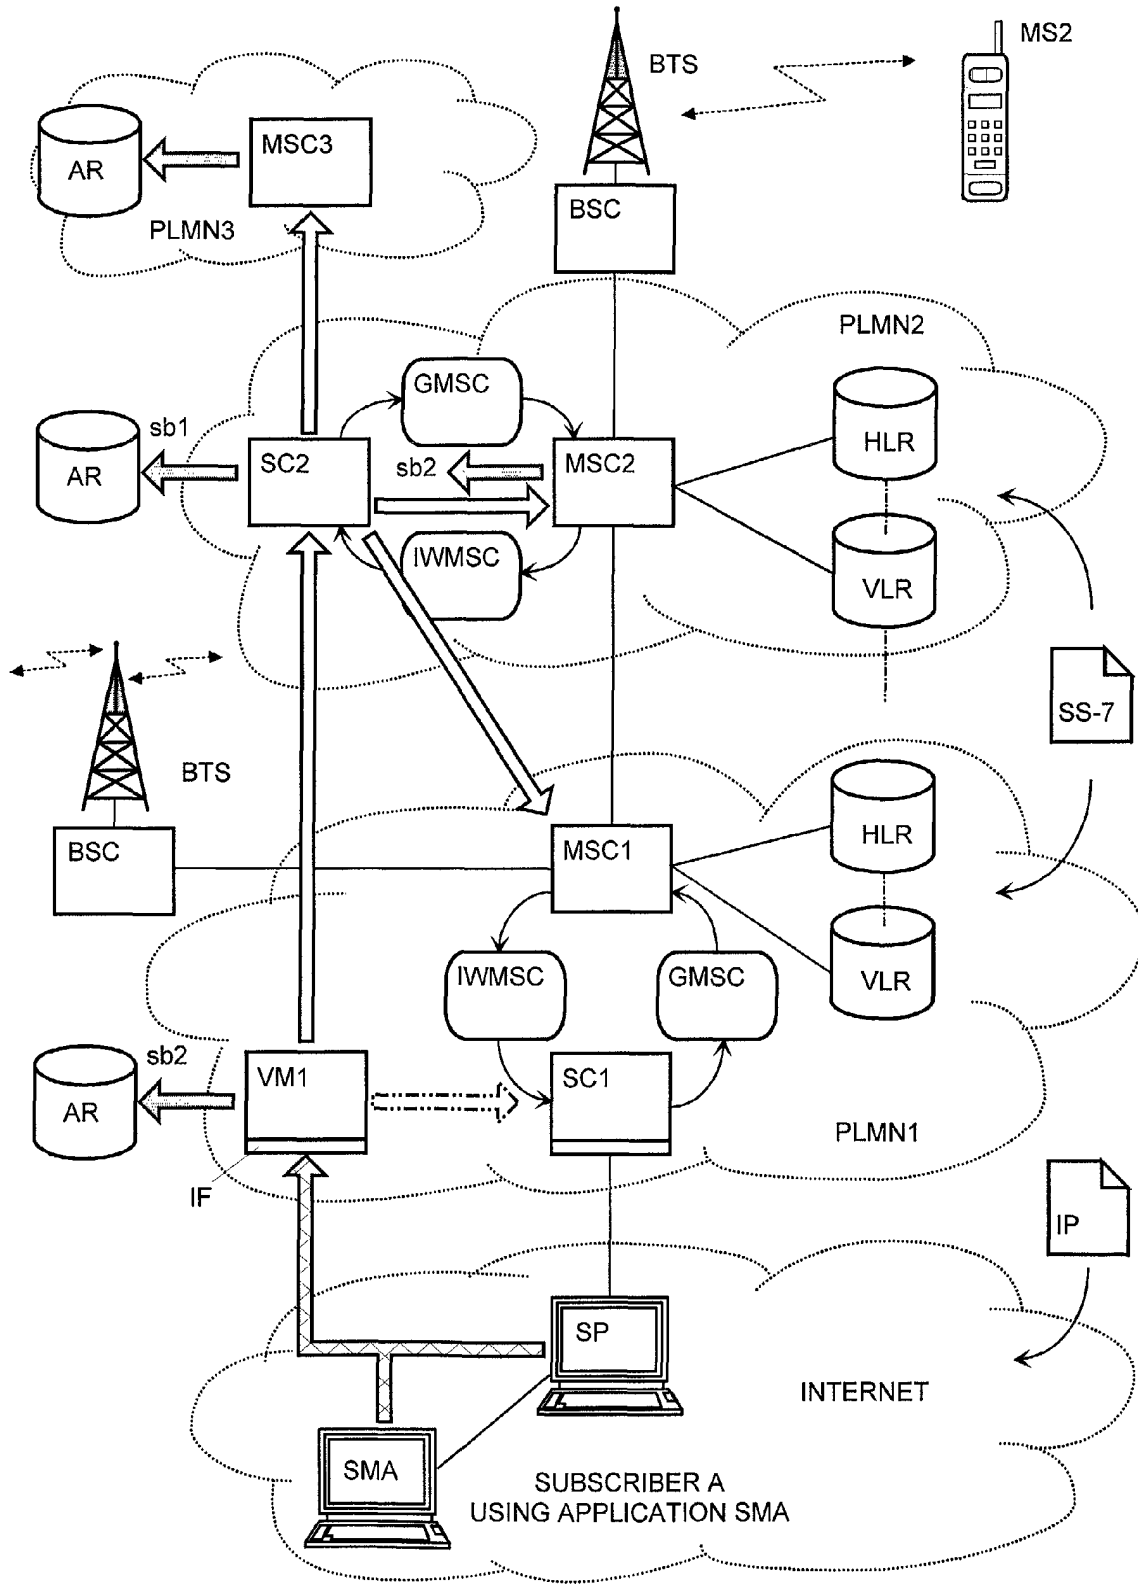 MS2
BTS
MSC3
AR
BSC
PLMN3
PLMN2
GMSC
sb1
HLR
SC2
sb2
MSC2
AR
IWMSC
VLR
SS-7
BTS
HLR
BSC
MSC1
IWMSC
GMSC
VLR
sb2
VM1
SC1
AR
PLMN1
IF
IP
SP
INTERNET
SMA
SUBSCRIBER A
USING APPLICATION SMA